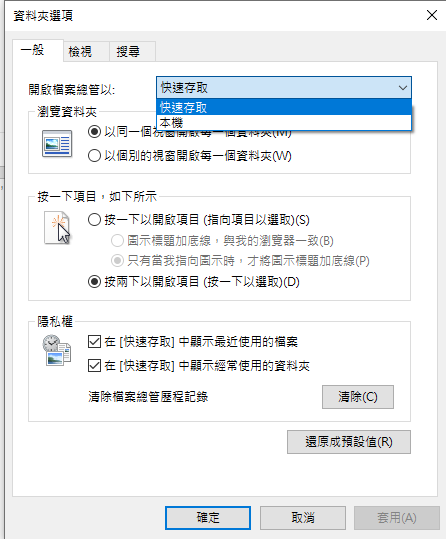 資料夾選項
一般 檢視 搜尋
開啟檔案總管以: 快速存取
快速存取
本機
瀏覽資料夾
以同一個視窗開啟每一個資料夾(M)
以個別的視窗開啟每一個資料夾(W)
按一下項目，如下所示
按一下以開啟項目 (指向項目以選取)(S)
圖示標題加底線，與我的瀏覽器一致(B)
只有當我指向圖示時，才將圖示標題加底線(P)
按兩下以開啟項目 (按一下以選取)(D)
隱私權
在 [快速存取] 中顯示最近使用的檔案
在 [快速存取] 中顯示經常使用的資料夾
清除檔案總管歷程記錄 清除(C)
還原成預設值(R)
確定 取消 套用(A)